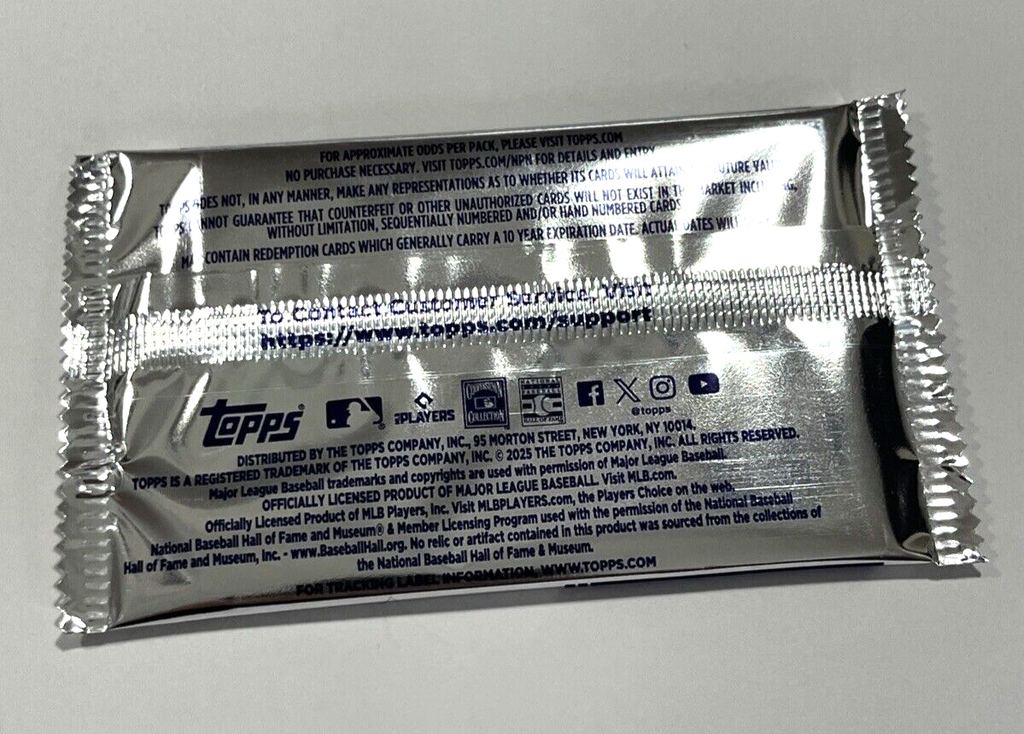 FOR APPROXIMATE ODDS PER PACK, PLEASE VISIT TOPPS.COM
NO PURCHASE NECESSARY. VISIT TOPPS.COM/NPN FOR DETAILS AND ENTRY
DOES NOT, IN ANY MANNER, MAKE ANY REPRESENTATIONS AS TO WHETHER ITS CARDS WILL ATTAIN FUTURE
CANNOT GUARANTEE THAT COUNTERFEIT OR OTHER UNAUTHORIZED CARDS WILL NOT EXIST IN THE MARKET
WITHOUT LIMITATION, SEQUENTIALLY NUMBERED AND/OR HAND NUMBERED CARDS
CONTAIN REDEMPTION CARDS WHICH GENERALLY CARRY A 10 YEAR EXPIRATION DATE. ACTUAL DATES
To Contact Customer Service, Visit
https://www.topps.com/support
topps PLAYERS COOPERSTOWN COLLECTION NATIONAL BASEBALL HALL OF FAME
@topps
DISTRIBUTED BY THE TOPPS COMPANY, INC., 95 MORTON STREET, NEW YORK, NY 10014.
TOPPS IS A REGISTERED TRADEMARK OF THE TOPPS COMPANY, INC. © 2025 THE TOPPS COMPANY, INC. ALL RIGHTS RESERVED.
Major League Baseball trademarks and copyrights are used with permission of Major League Baseball.
OFFICIALLY LICENSED PRODUCT OF MAJOR LEAGUE BASEBALL. Visit MLB.com.
Officially Licensed Product of MLB Players, Inc. Visit MLBPLAYERS.com, the Players Choice on the web.
National Baseball Hall of Fame and Museum® & Member Licensing Program used with the permission of the National Baseball
Hall of Fame and Museum, Inc. - www.BaseballHall.org. No relic or artifact contained in this product was sourced from the collections of
the National Baseball Hall of Fame & Museum.
FOR TRACKING LABEL INFORMATION, WWW.TOPPS.COM